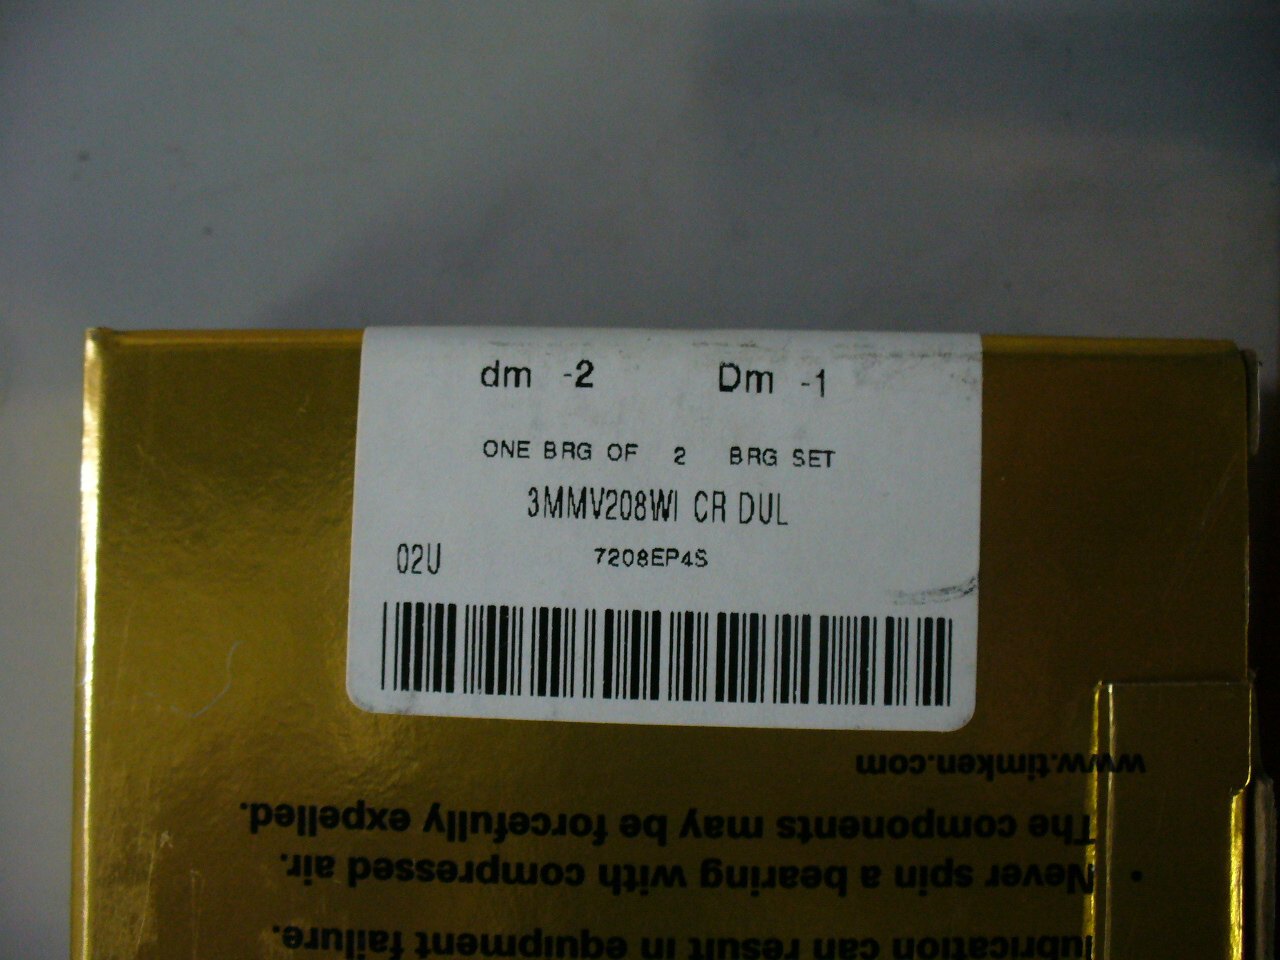 dm -2 Dm -1
ONE BRG OF 2 BRG SET
3MMV208WI CR DUL
02U 7208EP4S
www.timken.com
The components may be forcefully expelled.
• Never spin a bearing with compressed air.
lubrication can result in equipment failure.